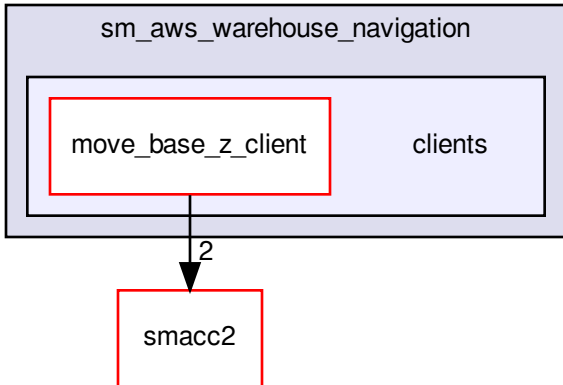 sm_aws_warehouse_navigation
move_base_z_client
clients
2
smacc2